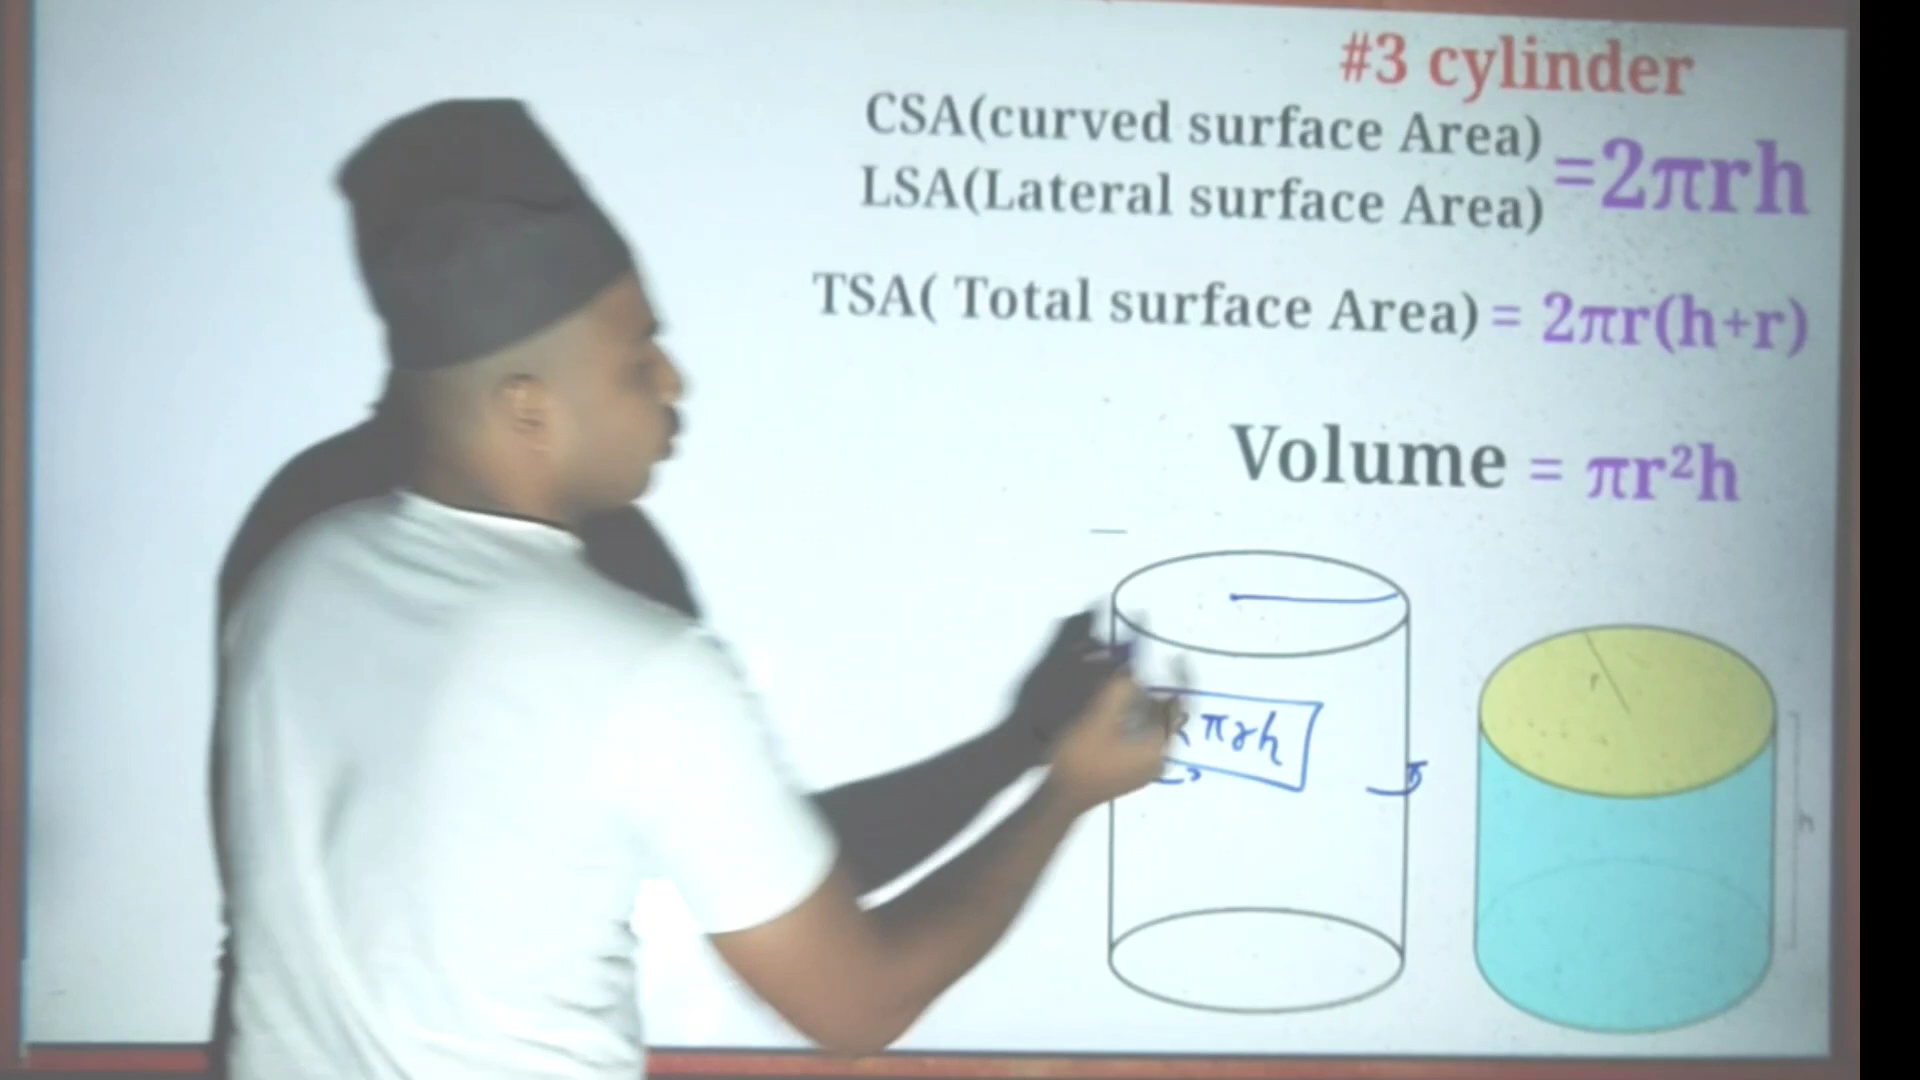 #3 cylinder
CSA(curved surface Area)
LSA(Lateral surface Area)
=2πrh
TSA( Total surface Area) = 2πr(h+r)
Volume = πr²h
πrh
r
h